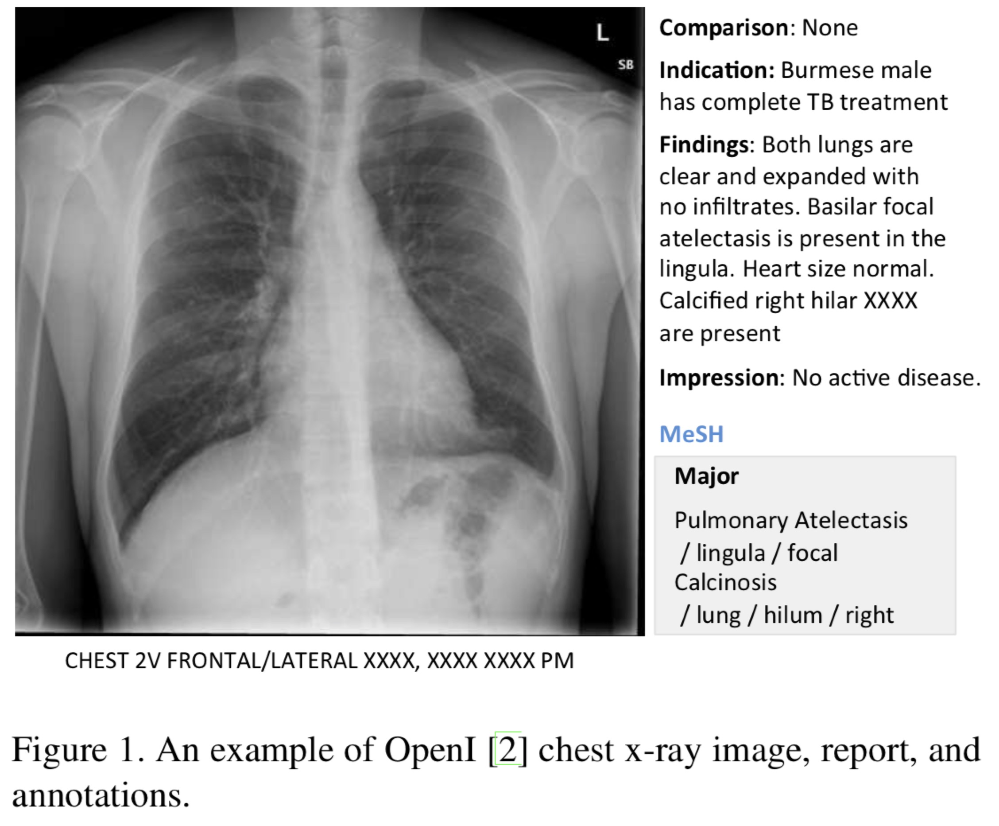 L
SB
Comparison: None
Indication: Burmese male
has complete TB treatment
Findings: Both lungs are
clear and expanded with
no infiltrates. Basilar focal
atelectasis is present in the
lingula. Heart size normal.
Calcified right hilar XXXX
are present
Impression: No active disease.
MeSH
Major
Pulmonary Atelectasis
/ lingula / focal
Calcinosis
/ lung / hilum / right
CHEST 2V FRONTAL/LATERAL XXXX, XXXX XXXX PM
Figure 1. An example of OpenI [2] chest x-ray image, report, and
annotations.